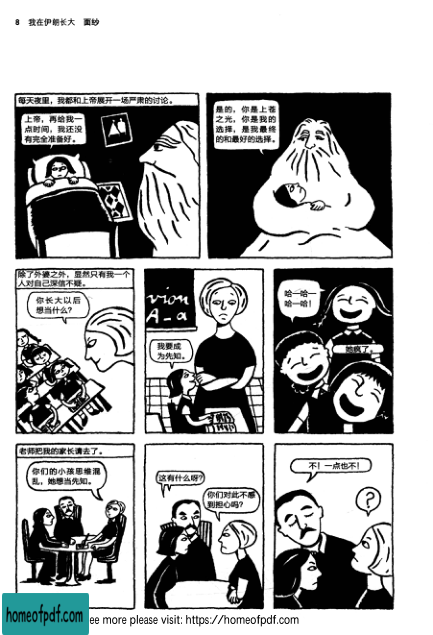 8 我在伊朗长大 面纱
每天夜里，我都和上帝展开一场严肃的讨论。
上帝，再给我一
点时间，我还没
有完全准备好。
是的，你是上苍
之光，你是我的
选择，是我最终
的和最好的选择。
除了外婆之外，显然只有我一个
人对自己深信不疑。
你长大以后
想当什么？
vion
A-a
我要成
为先知。
哈—哈—
哈—哈！
她疯了。
老师把我的家长请去了。
你们的小孩思维混
乱，她想当先知。
这有什么呀？
你们对此不感
到担心吗？
不！一点也不！
?
homeofpdf.com
ee more please visit: https://homeofpdf.com